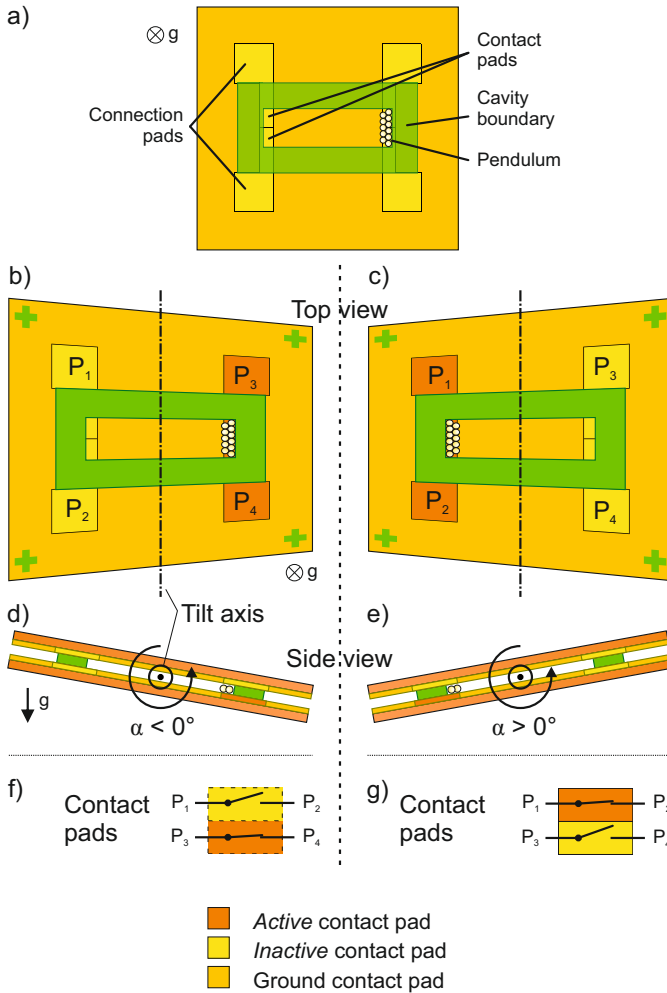 a)
g
Contact
pads
Connection
pads
Cavity
boundary
Pendulum
b)
c)
Top view
P1
P3
P2
P4
P1
P3
P2
P4
g
d)
Tilt axis
e)
Side view
g
α < 0°
α > 0°
f)
Contact
pads
P1
P2
P3
P4
g)
Contact
pads
P1
P3
Active contact pad
Inactive contact pad
Ground contact pad